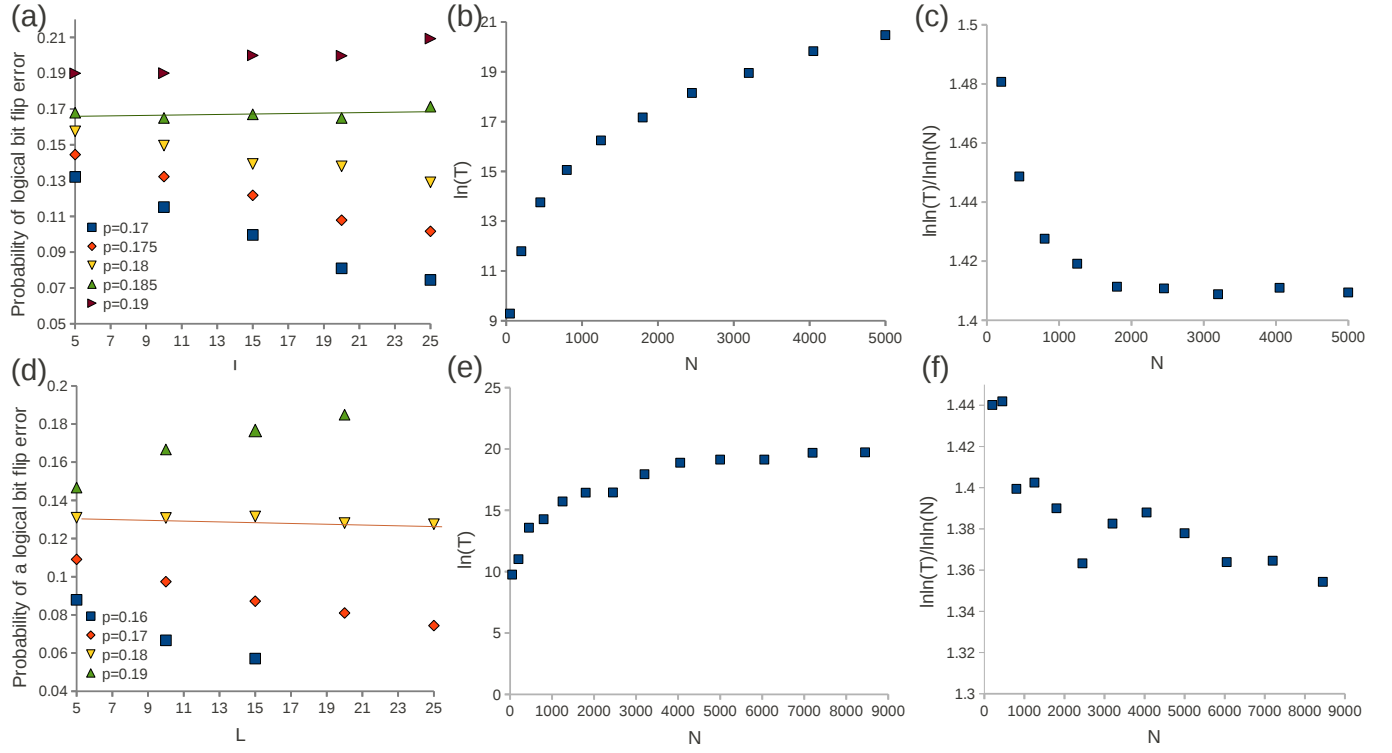 (a)
Probability of logical bit flip error
0.21
0.19
0.17
0.15
0.13
0.11
0.09
0.07
0.05
p=0.17
p=0.175
p=0.18
p=0.185
p=0.19
5 7 9 11 13 15 17 19 21 23 25
(b)
ln(T)
21
19
17
15
13
11
9
0 1000 2000 3000 4000 5000
N
(c)
lnln(T)/lnln(N)
1.5
1.48
1.46
1.44
1.42
1.4
0 1000 2000 3000 4000 5000
N
(d)
Probability of a logical bit flip error
0.2
0.18
0.16
0.14
0.12
0.1
0.08
0.06
0.04
p=0.16
p=0.17
p=0.18
p=0.19
5 7 9 11 13 15 17 19 21 23 25
L
(e)
ln(T)
25
20
15
10
5
0
0 1000 2000 3000 4000 5000 6000 7000 8000 9000
N
(f)
lnln(T)/lnln(N)
1.44
1.42
1.4
1.38
1.36
1.34
1.32
1.3
0 1000 2000 3000 4000 5000 6000 7000 8000 9000
N